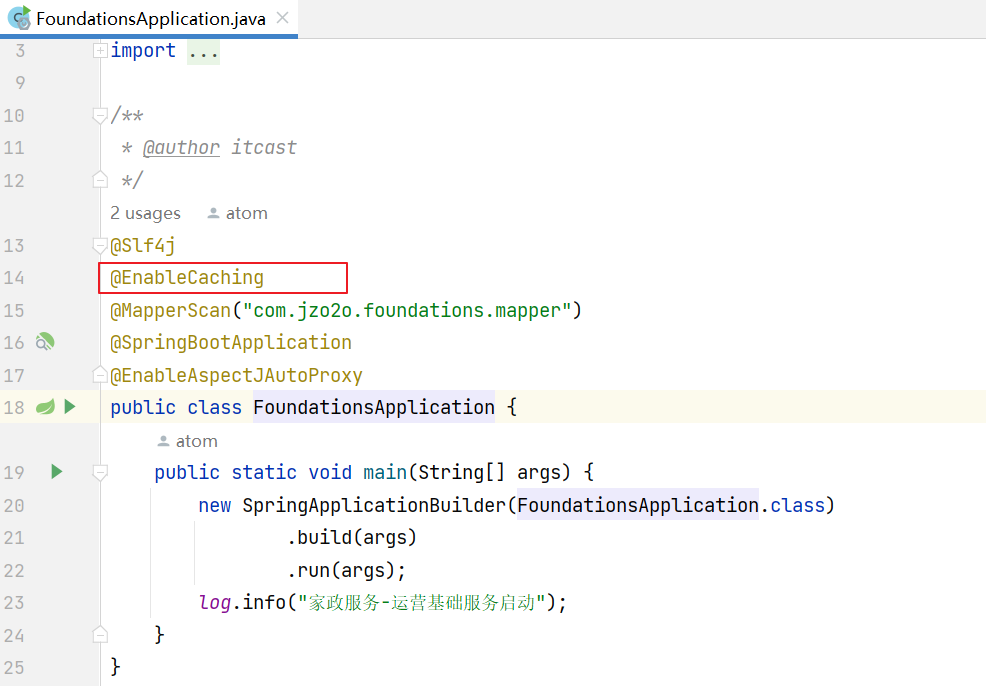 FoundationsApplication.java
3 import ...
9
10 /**
11 * @author itcast
12 */
2 usages atom
13 @Slf4j
14 @EnableCaching
15 @MapperScan("com.jzo2o.foundations.mapper")
16 @SpringBootApplication
17 @EnableAspectJAutoProxy
18 public class FoundationsApplication {
atom
19 public static void main(String[] args) {
20 new SpringApplicationBuilder(FoundationsApplication.class)
21 .build(args)
22 .run(args);
23 log.info("家政服务-运营基础服务启动");
24 }
25 }